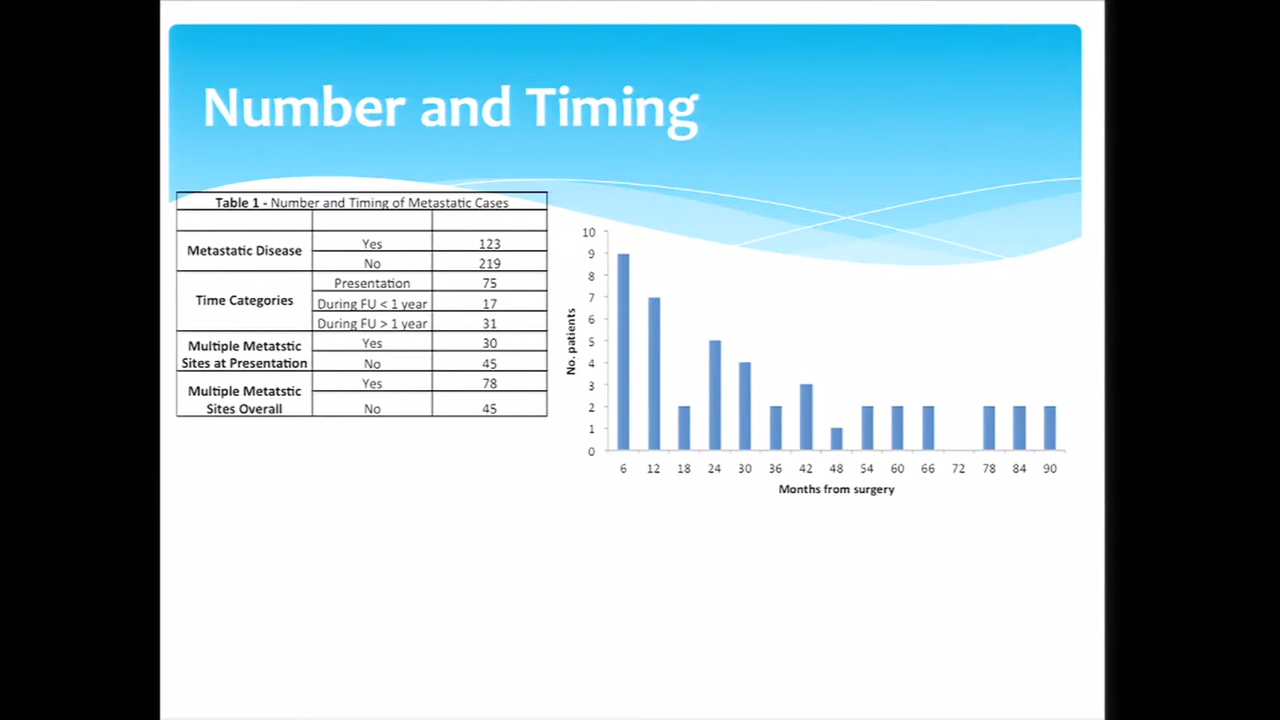 Number and Timing
Table 1 - Number and Timing of Metastatic Cases
Metastatic Disease
Yes 123
No 219
Time Categories
Presentation 75
During FU < 1 year 17
During FU > 1 year 31
Multiple Metatstic
Sites at Presentation
Yes 30
No 45
Multiple Metatstic
Sites Overall
Yes 78
No 45
No. patients
10
9
8
7
6
5
4
3
2
1
0
6 12 18 24 30 36 42 48 54 60 66 72 78 84 90
Months from surgery